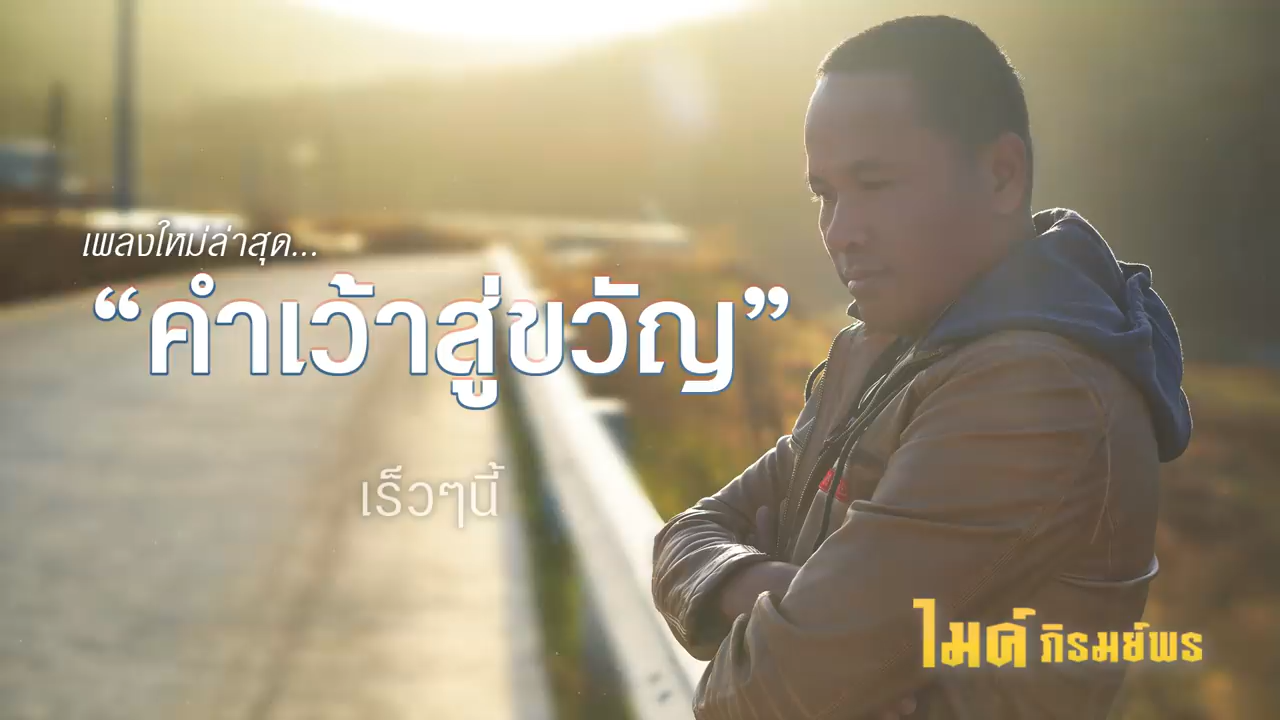 เพลงใหม่ล่าสุด...
“คำเว้าสู่ขวัญ”
เร็วๆนี้
ไมค์ ภิรมย์พร